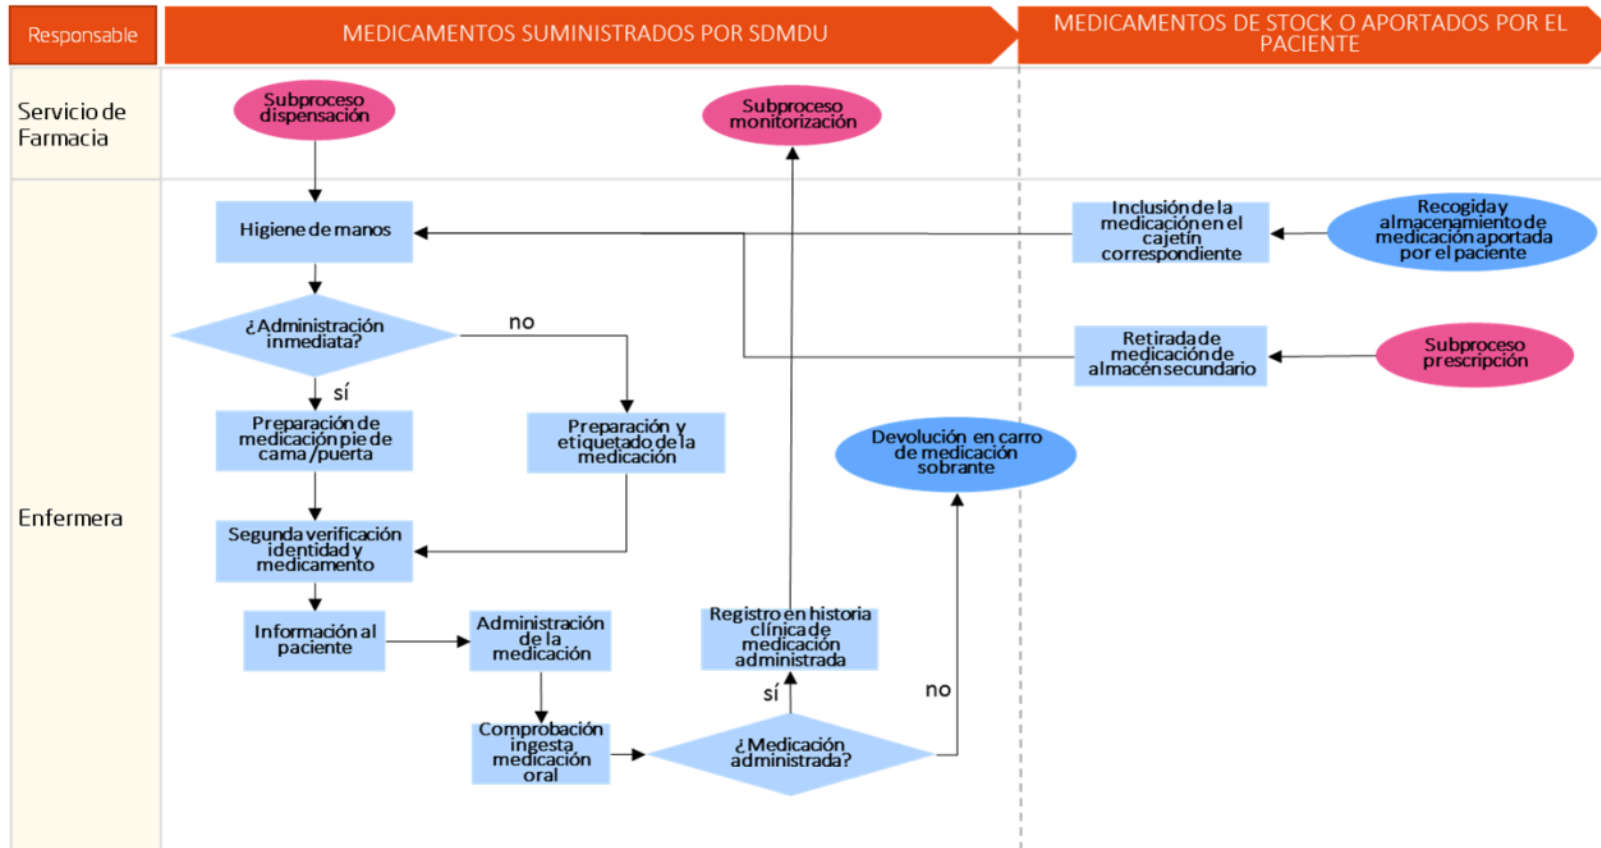 Responsable
MEDICAMENTOS SUMINISTRADOS POR SDMDU
MEDICAMENTOS DE STOCK O APORTADOS POR EL
PACIENTE
Servicio de
Farmacia
Subproceso
dispensación
Subproceso
monitorización
Enfermera
Higiene de manos
Inclusión de la
medicación en el
cajetín
correspondiente
Recogida y
almacenamiento de
medicación aportada
por el paciente
¿Administración
inmediata?
no
sí
Retirada de
medicación de
almacén secundario
Subproceso
prescripción
Preparación de
medicación pie de
cama/puerta
Preparación y
etiquetado de la
medicación
Devolución en carro
de medicación
sobrante
Segunda verificación
identidad y
medicamento
Información al
paciente
Administración
de la
medicación
Registro en historia
clínica de
medicación
administrada
sí
no
Comprobación
ingesta
medicación
oral
¿Medicación
administrada?